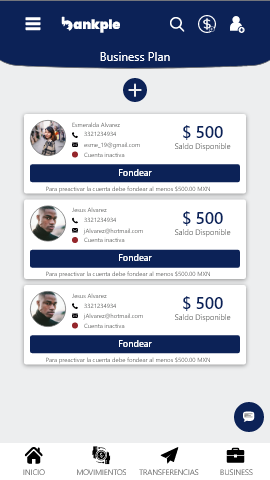 bankple
Business Plan
Esmeralda Alvarez
3321234934
esme_19@gmail.com
Cuenta inactiva
$ 500
Saldo Disponible
Fondear
Para preactivar la cuenta debe fondear al menos $500.00 MXN
Jesus Alvarez
3321234934
jAlvarez@hotmail.com
Cuenta inactiva
$ 500
Saldo Disponible
Fondear
Para preactivar la cuenta debe fondear al menos $500.00 MXN
Jesus Alvarez
3321234934
jAlvarez@hotmail.com
Cuenta inactiva
$ 500
Saldo Disponible
Fondear
Para preactivar la cuenta debe fondear al menos $500.00 MXN
INICIO
MOVIMIENTOS
TRANSFERENCIAS
BUSINESS